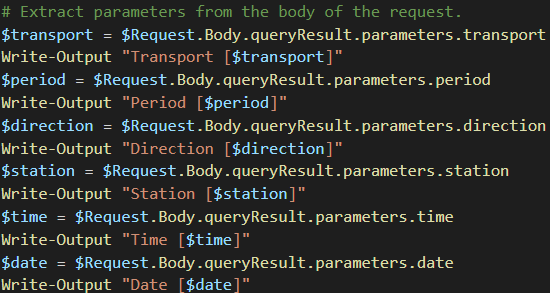 # Extract parameters from the body of the request.
$transport = $Request.Body.queryResult.parameters.transport
Write-Output "Transport [$transport]"
$period = $Request.Body.queryResult.parameters.period
Write-Output "Period [$period]"
$direction = $Request.Body.queryResult.parameters.direction
Write-Output "Direction [$direction]"
$station = $Request.Body.queryResult.parameters.station
Write-Output "Station [$station]"
$time = $Request.Body.queryResult.parameters.time
Write-Output "Time [$time]"
$date = $Request.Body.queryResult.parameters.date
Write-Output "Date [$date]"